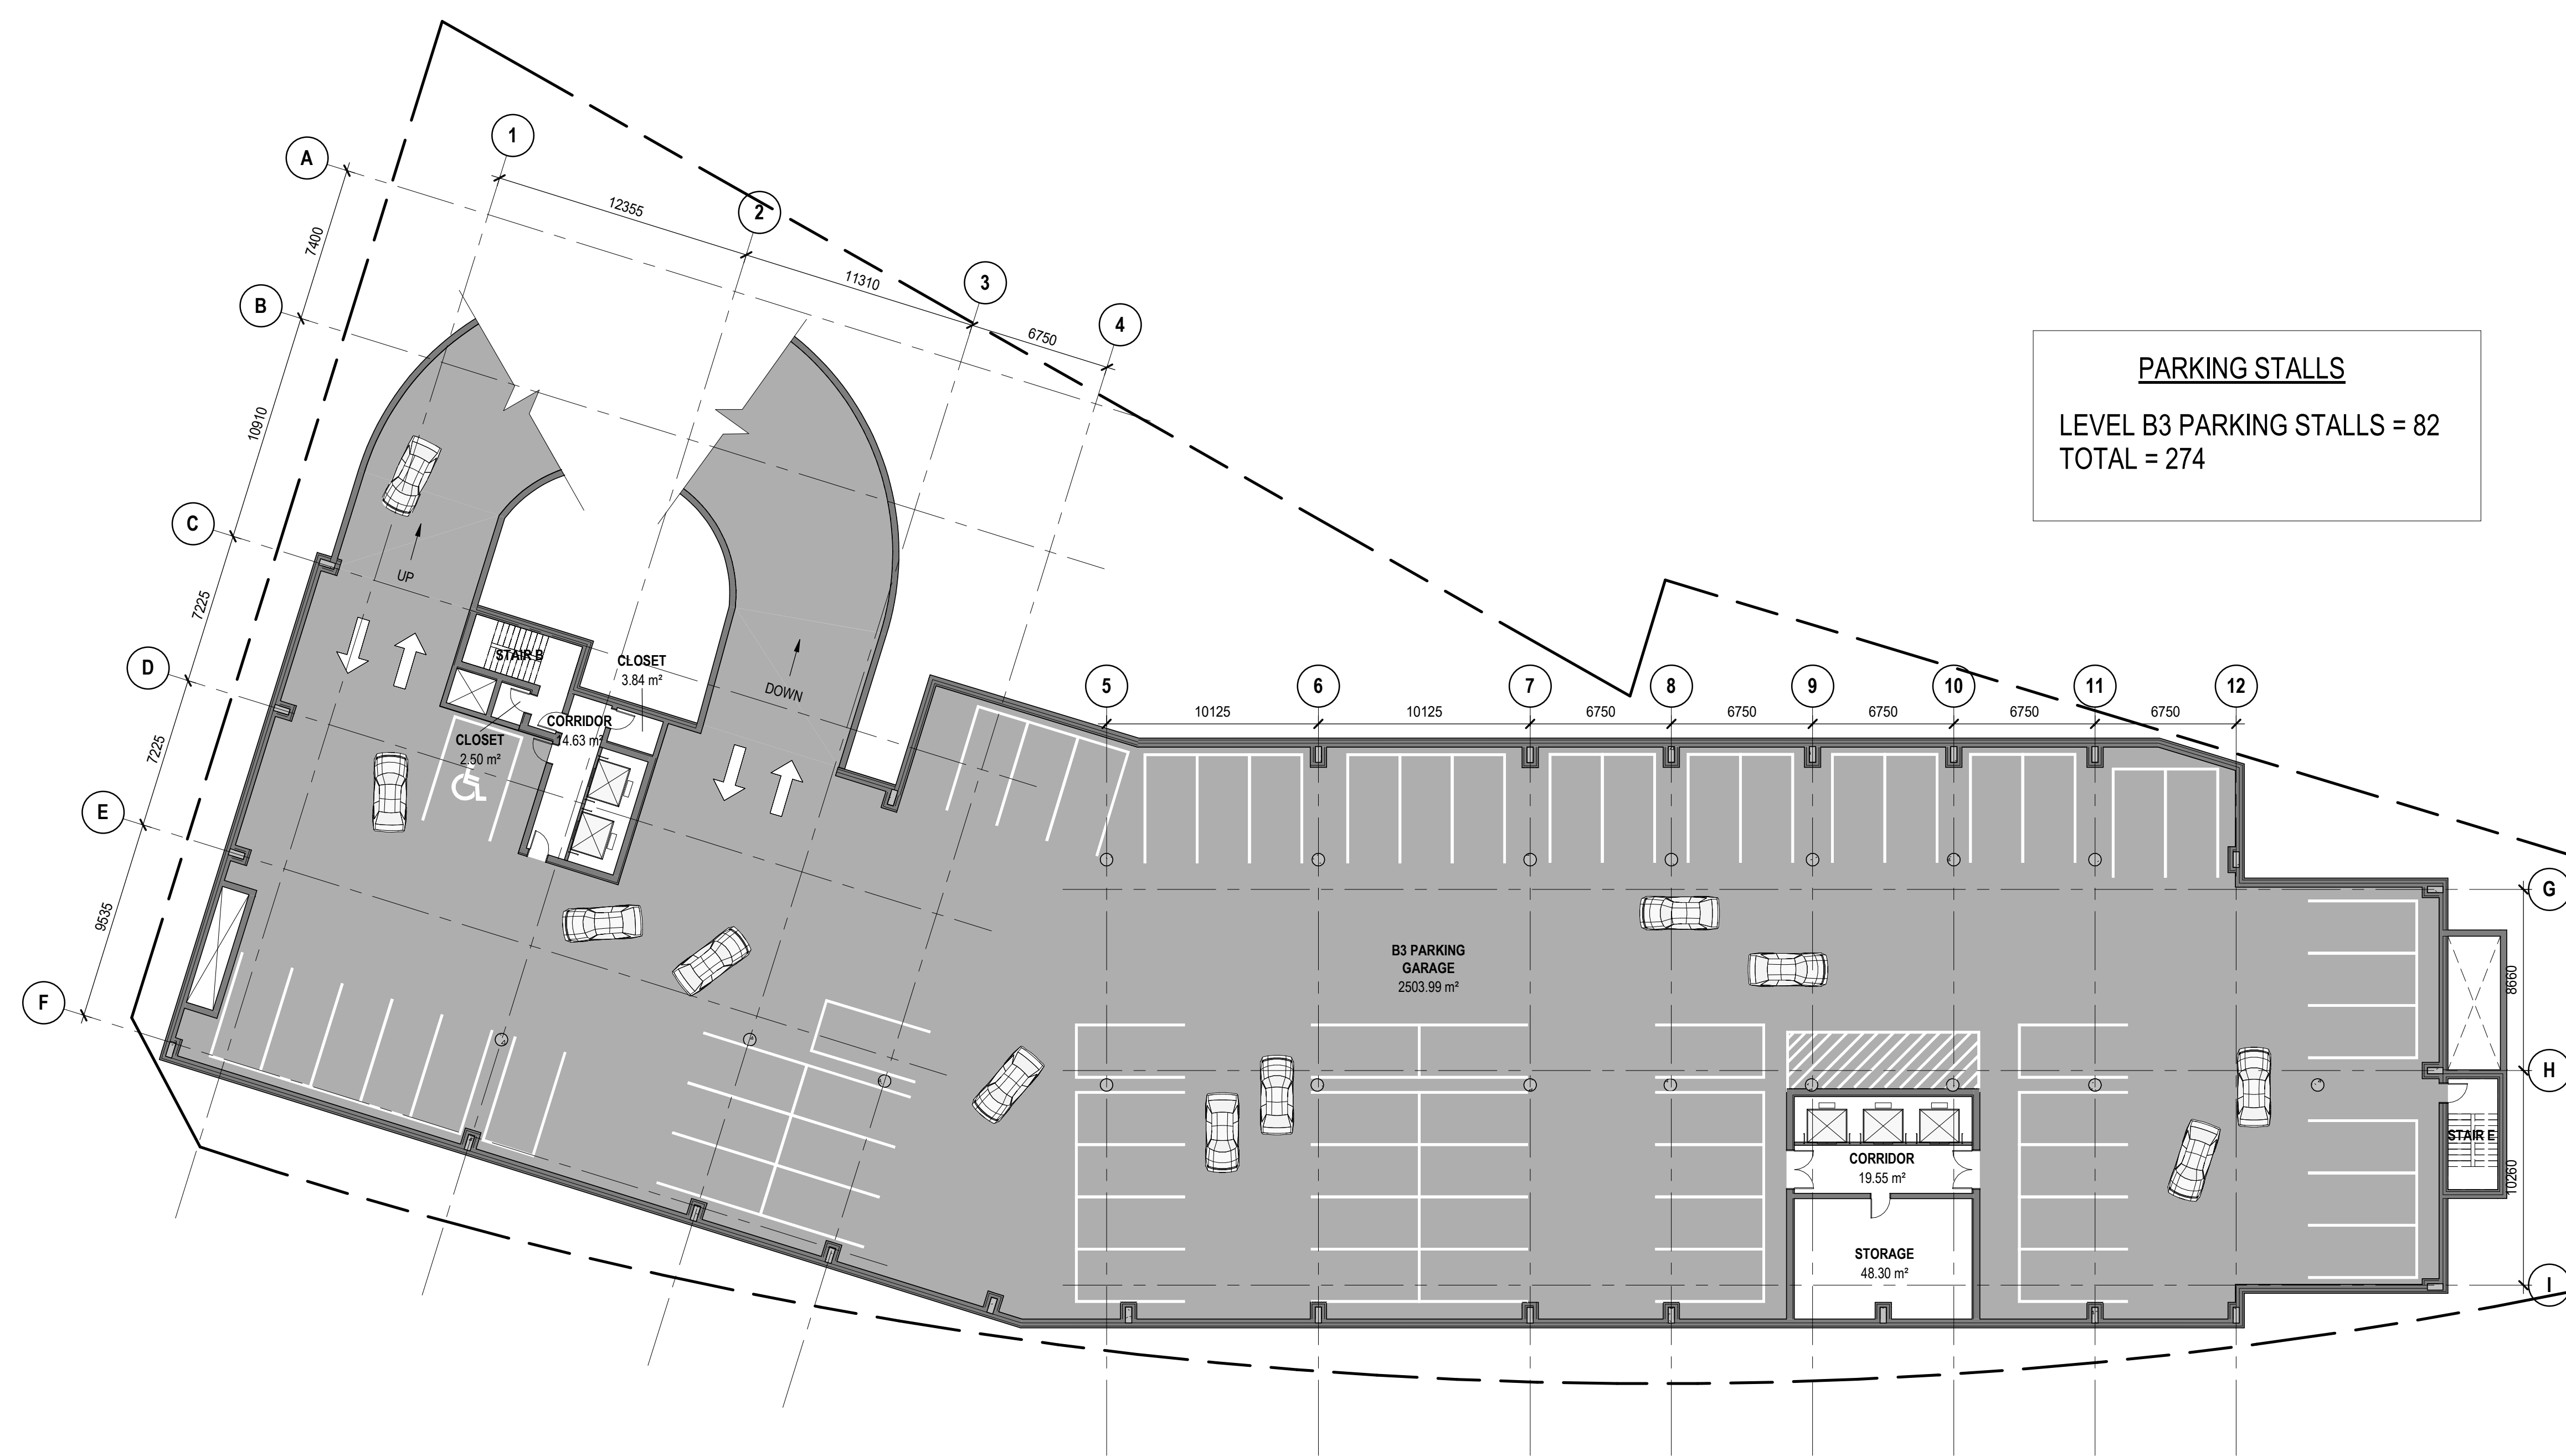 1
A
12355
2
7400
11310
3
B
6750
4
PARKING STALLS
LEVEL B3 PARKING STALLS = 82
TOTAL = 274
10910
C
UP
7225
STAIR B
CLOSET
3.84 m²
D
DOWN
5
6
7
8
9
10
11
12
10125
10125
6750
6750
6750
6750
6750
CORRIDOR
14.63 m²
CLOSET
2.50 m²
7225
E
9535
G
B3 PARKING
GARAGE
2503.99 m²
8660
F
H
STAIR E
CORRIDOR
19.55 m²
10260
STORAGE
48.30 m²
I